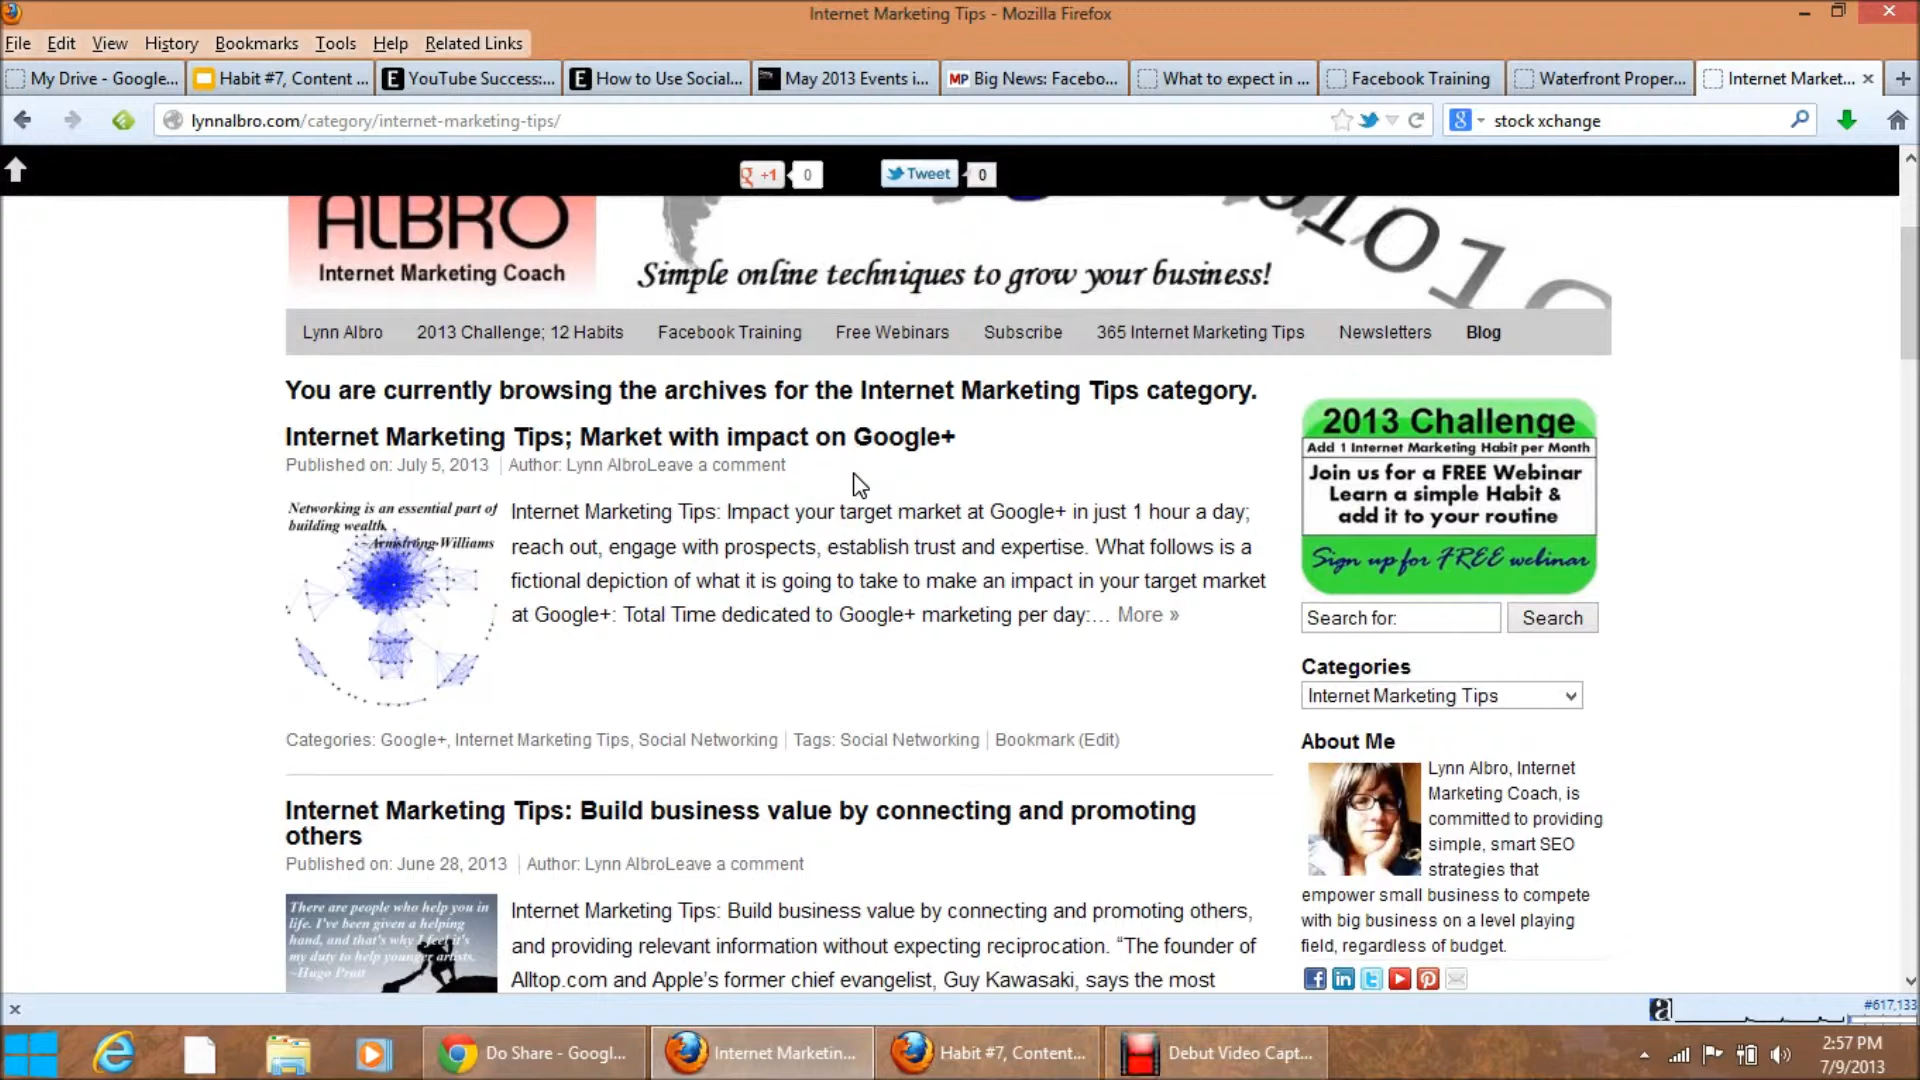 Internet Marketing Tips - Mozilla Firefox
File Edit View History Bookmarks Tools Help Related Links
My Drive - Google... Habit #7, Content ... YouTube Success:... How to Use Social... May 2013 Events i... Big News: Facebo... What to expect in ... Facebook Training Waterfront Proper... Internet Market...
lynnalbro.com/category/internet-marketing-tips/ stock xchange
+1 0 Tweet 0
ALBRO
Internet Marketing Coach
Simple online techniques to grow your business!
Lynn Albro 2013 Challenge; 12 Habits Facebook Training Free Webinars Subscribe 365 Internet Marketing Tips Newsletters Blog
You are currently browsing the archives for the Internet Marketing Tips category.
Internet Marketing Tips; Market with impact on Google+
Published on: July 5, 2013 Author: Lynn AlbroLeave a comment
Networking is an essential part of
building wealth.
~Armstrong Williams
Internet Marketing Tips: Impact your target market at Google+ in just 1 hour a day;
reach out, engage with prospects, establish trust and expertise. What follows is a
fictional depiction of what it is going to take to make an impact in your target market
at Google+: Total Time dedicated to Google+ marketing per day:… More »
Categories: Google+, Internet Marketing Tips, Social Networking Tags: Social Networking Bookmark (Edit)
Internet Marketing Tips: Build business value by connecting and promoting
others
Published on: June 28, 2013 Author: Lynn AlbroLeave a comment
There are people who help you in
life. I've been given a helping
hand, and that's why I feel it's
my duty to help younger artists.
~Hugo Pratt
Internet Marketing Tips: Build business value by connecting and promoting others,
and providing relevant information without expecting reciprocation. “The founder of
Alltop.com and Apple’s former chief evangelist, Guy Kawasaki, says the most
2013 Challenge
Add 1 Internet Marketing Habit per Month
Join us for a FREE Webinar
Learn a simple Habit &
add it to your routine
Sign up for FREE webinar
Search for: Search
Categories
Internet Marketing Tips
About Me
Lynn Albro, Internet
Marketing Coach, is
committed to providing
simple, smart SEO
strategies that
empower small business to compete
with big business on a level playing
field, regardless of budget.
#617,133
Do Share - Googl... Internet Marketin... Habit #7, Content... Debut Video Capt...
2:57 PM
7/9/2013